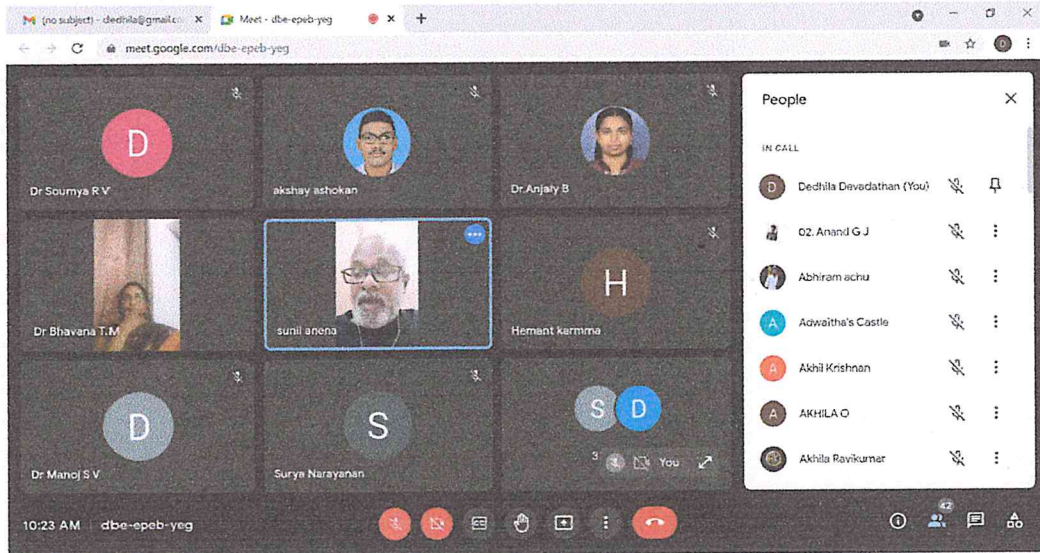 (no subject) - dedhila@gmail.co
Meet - dbe-epeb-yeg
meet.google.com/dbe-epeb-yeg
D
D
Dr Soumya R V
akshay ashokan
Dr.Anjaly B
Dr Bhavana T.M
sunil anena
H
Hemant karmma
D
Dr Manoj S V
S
Surya Narayanan
S D
3
You
10:23 AM | dbe-epeb-yeg
CC
People
IN CALL
D Dedhila Devadathan (You)
02. Anand G J
Abhiram achu
A Adwaitha's Castle
A Akhil Krishnan
A AKHILA O
Akhila Ravikumar
42